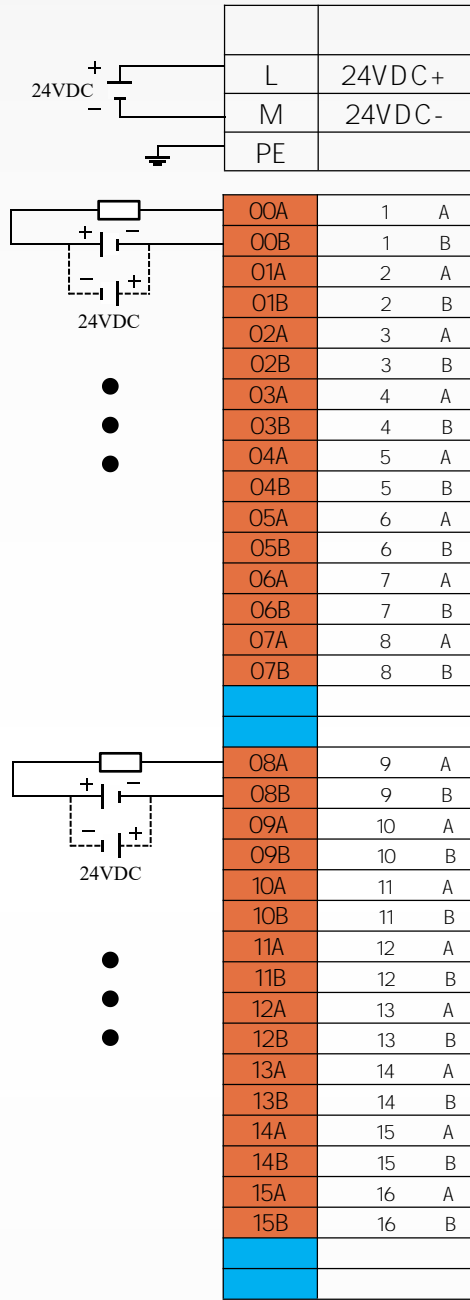 +
24VDC
−
L 24VDC+
M 24VDC-
PE
00A 1 A
00B 1 B
+ −
01A 2 A
− +
01B 2 B
24VDC
02A 3 A
02B 3 B
03A 4 A
03B 4 B
04A 5 A
04B 5 B
05A 6 A
05B 6 B
06A 7 A
06B 7 B
07A 8 A
07B 8 B
08A 9 A
+ −
08B 9 B
09A 10 A
− +
09B 10 B
24VDC
10A 11 A
10B 11 B
11A 12 A
11B 12 B
12A 13 A
12B 13 B
13A 14 A
13B 14 B
14A 15 A
14B 15 B
15A 16 A
15B 16 B